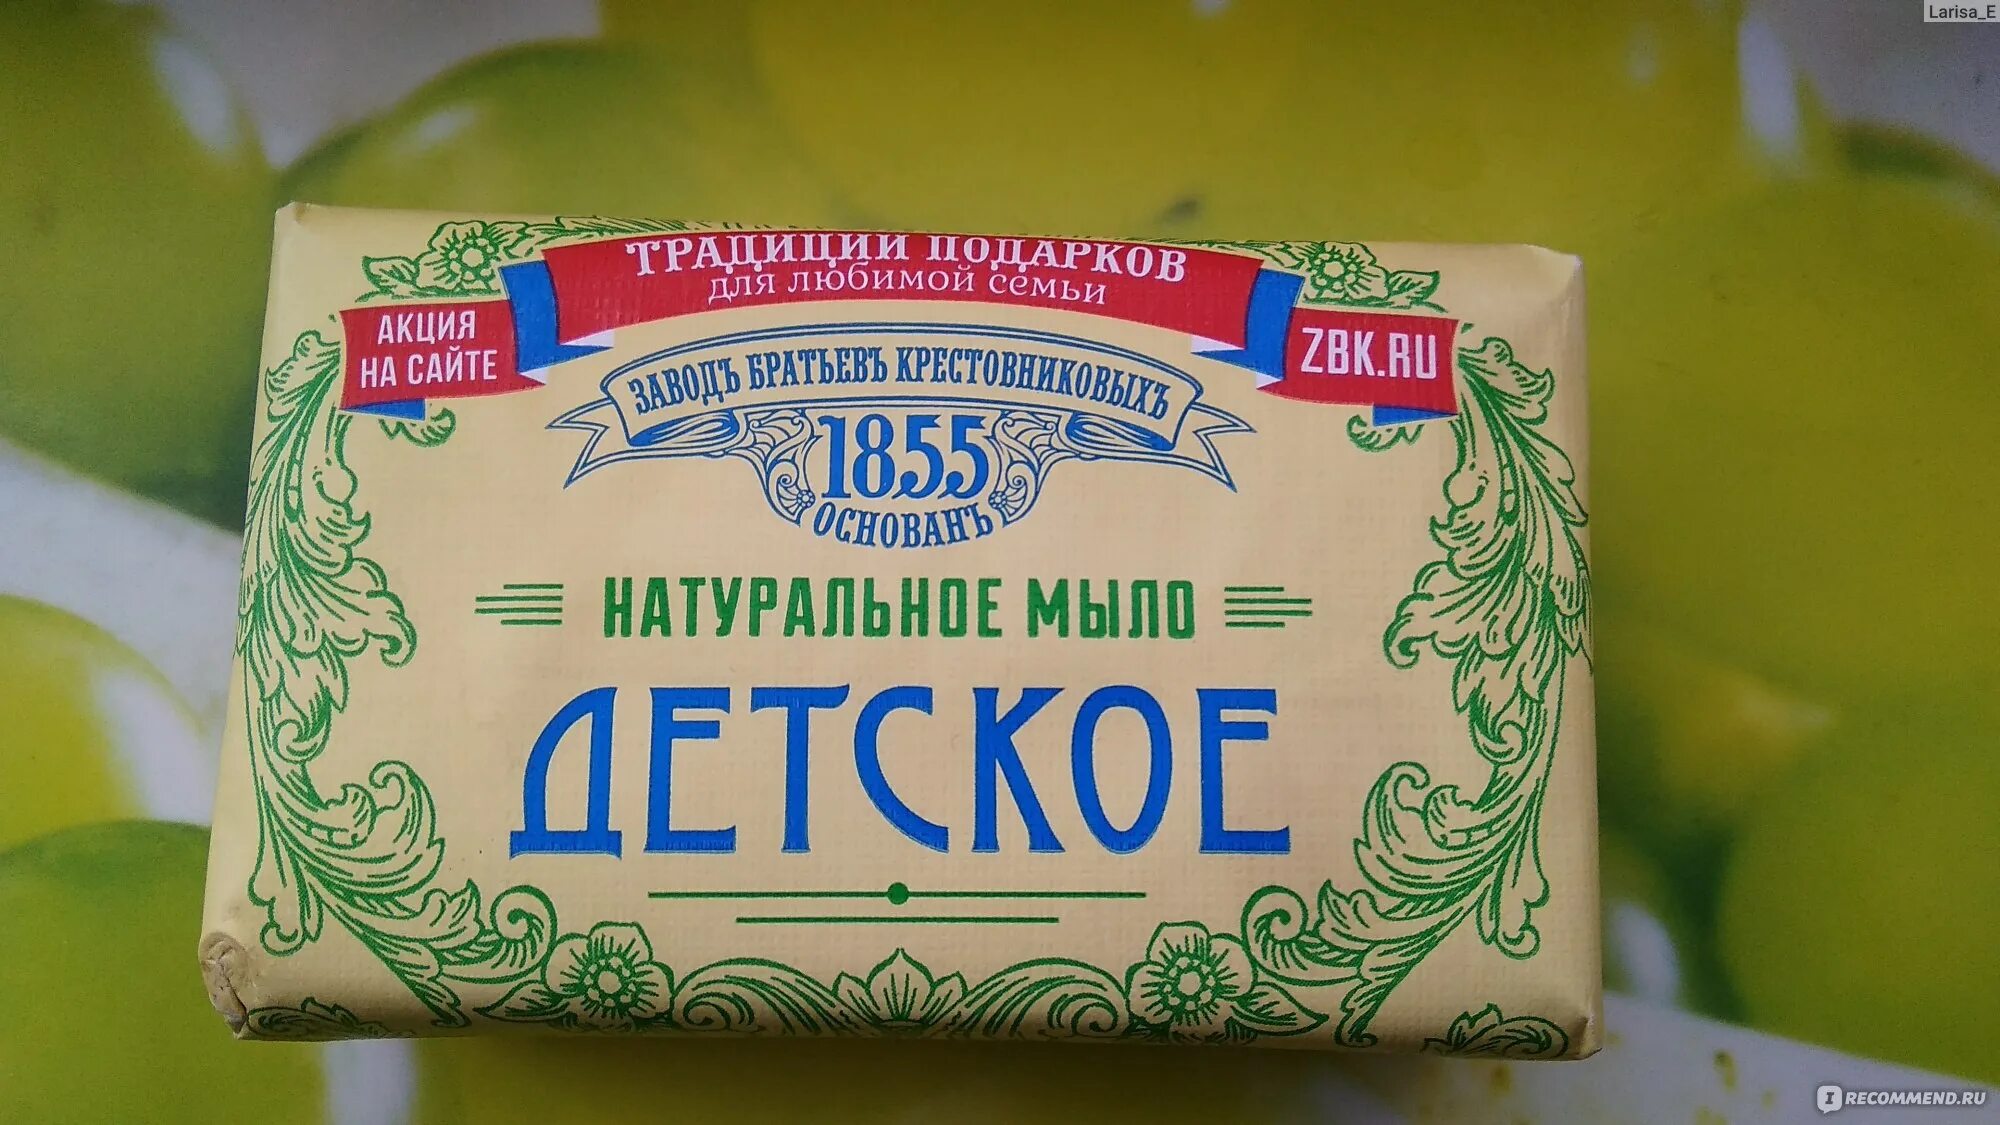 Larisa_E
ТРАДИЦИИ ПОДАРКОВ
для любимой семьи
АКЦИЯ
НА САЙТЕ
ZBK.RU
ЗАВОДЪ БРАТЬЕВЪ КРЕСТОВНИКОВЫХЪ
1855
ОСНОВАНЪ
НАТУРАЛЬНОЕ МЫЛО
ДЕТСКОЕ
IRECOMMEND.RU